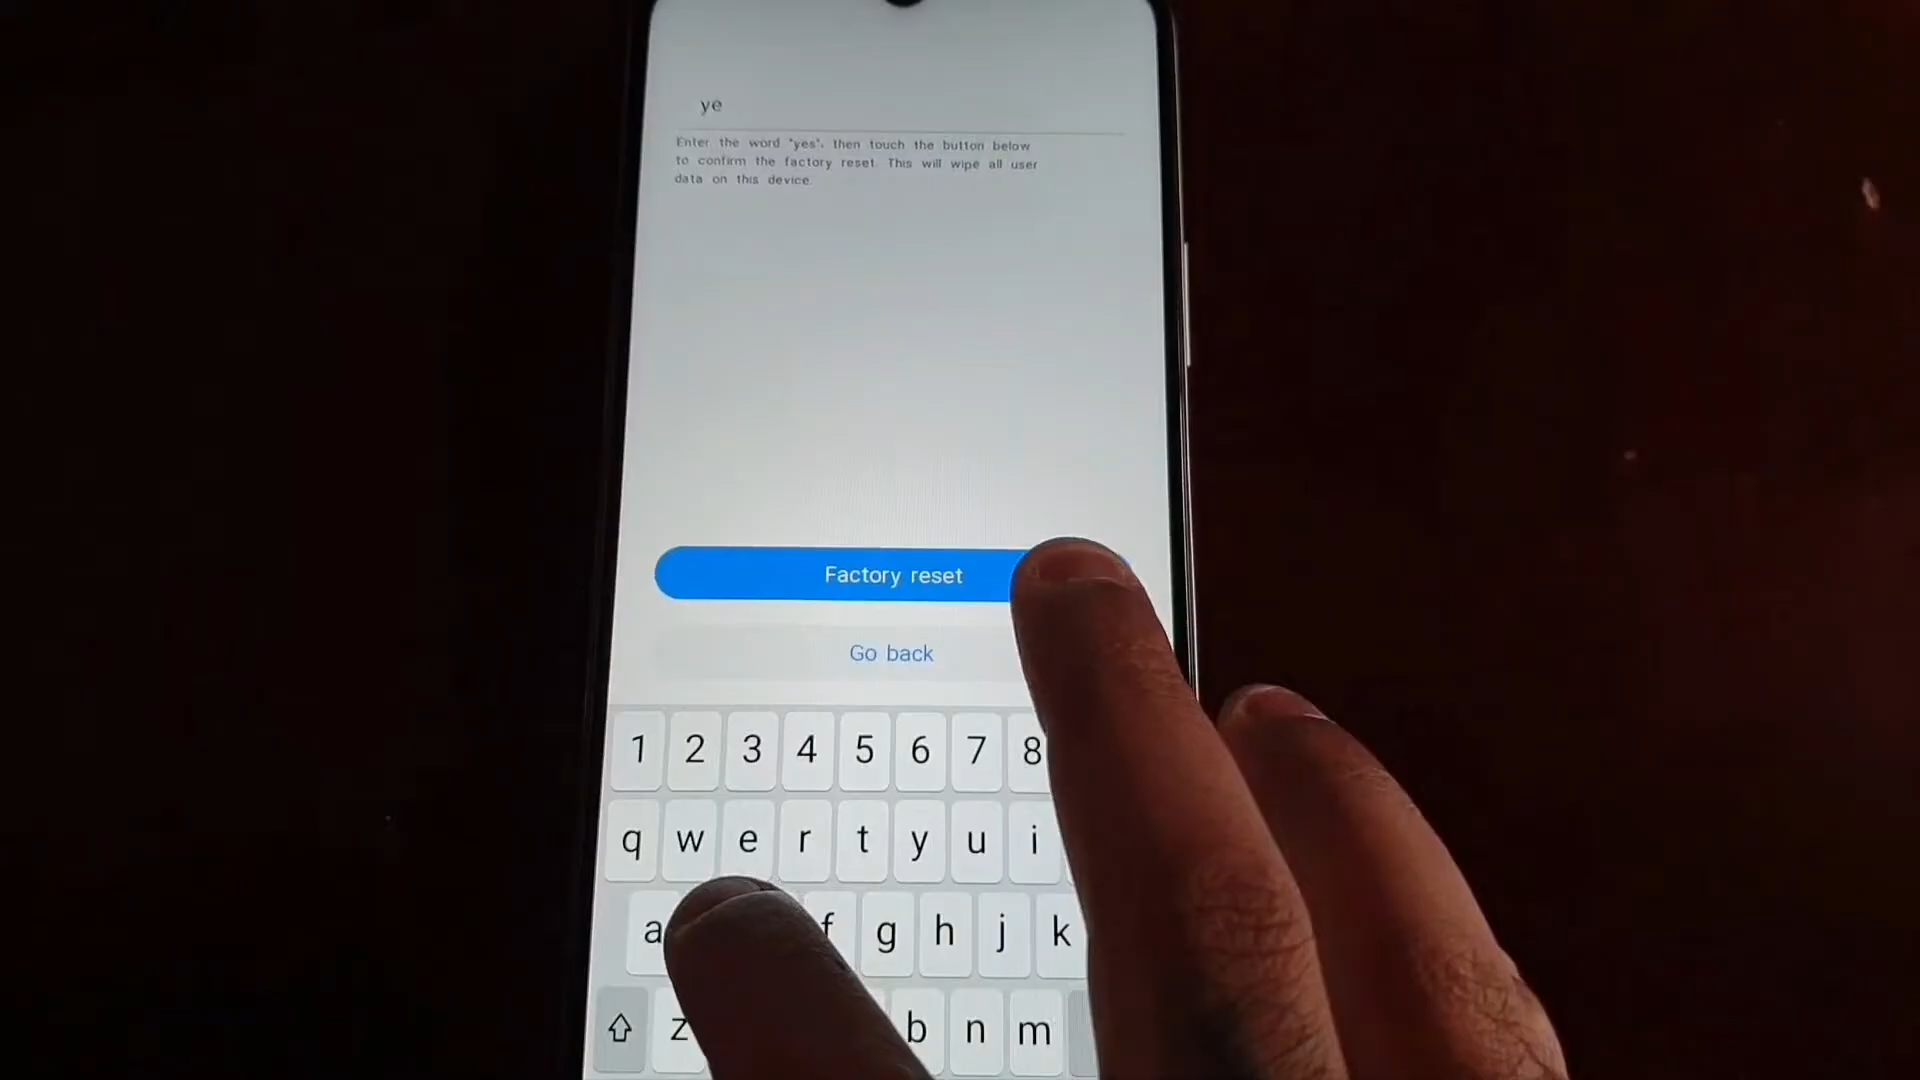 ye
Enter the word "yes", then touch the button below
to confirm the factory reset. This will wipe all user
data on this device.
Factory reset
Go back
1 2 3 4 5 6 7 8
q w e r t y u i
a f g h j k
z b n m